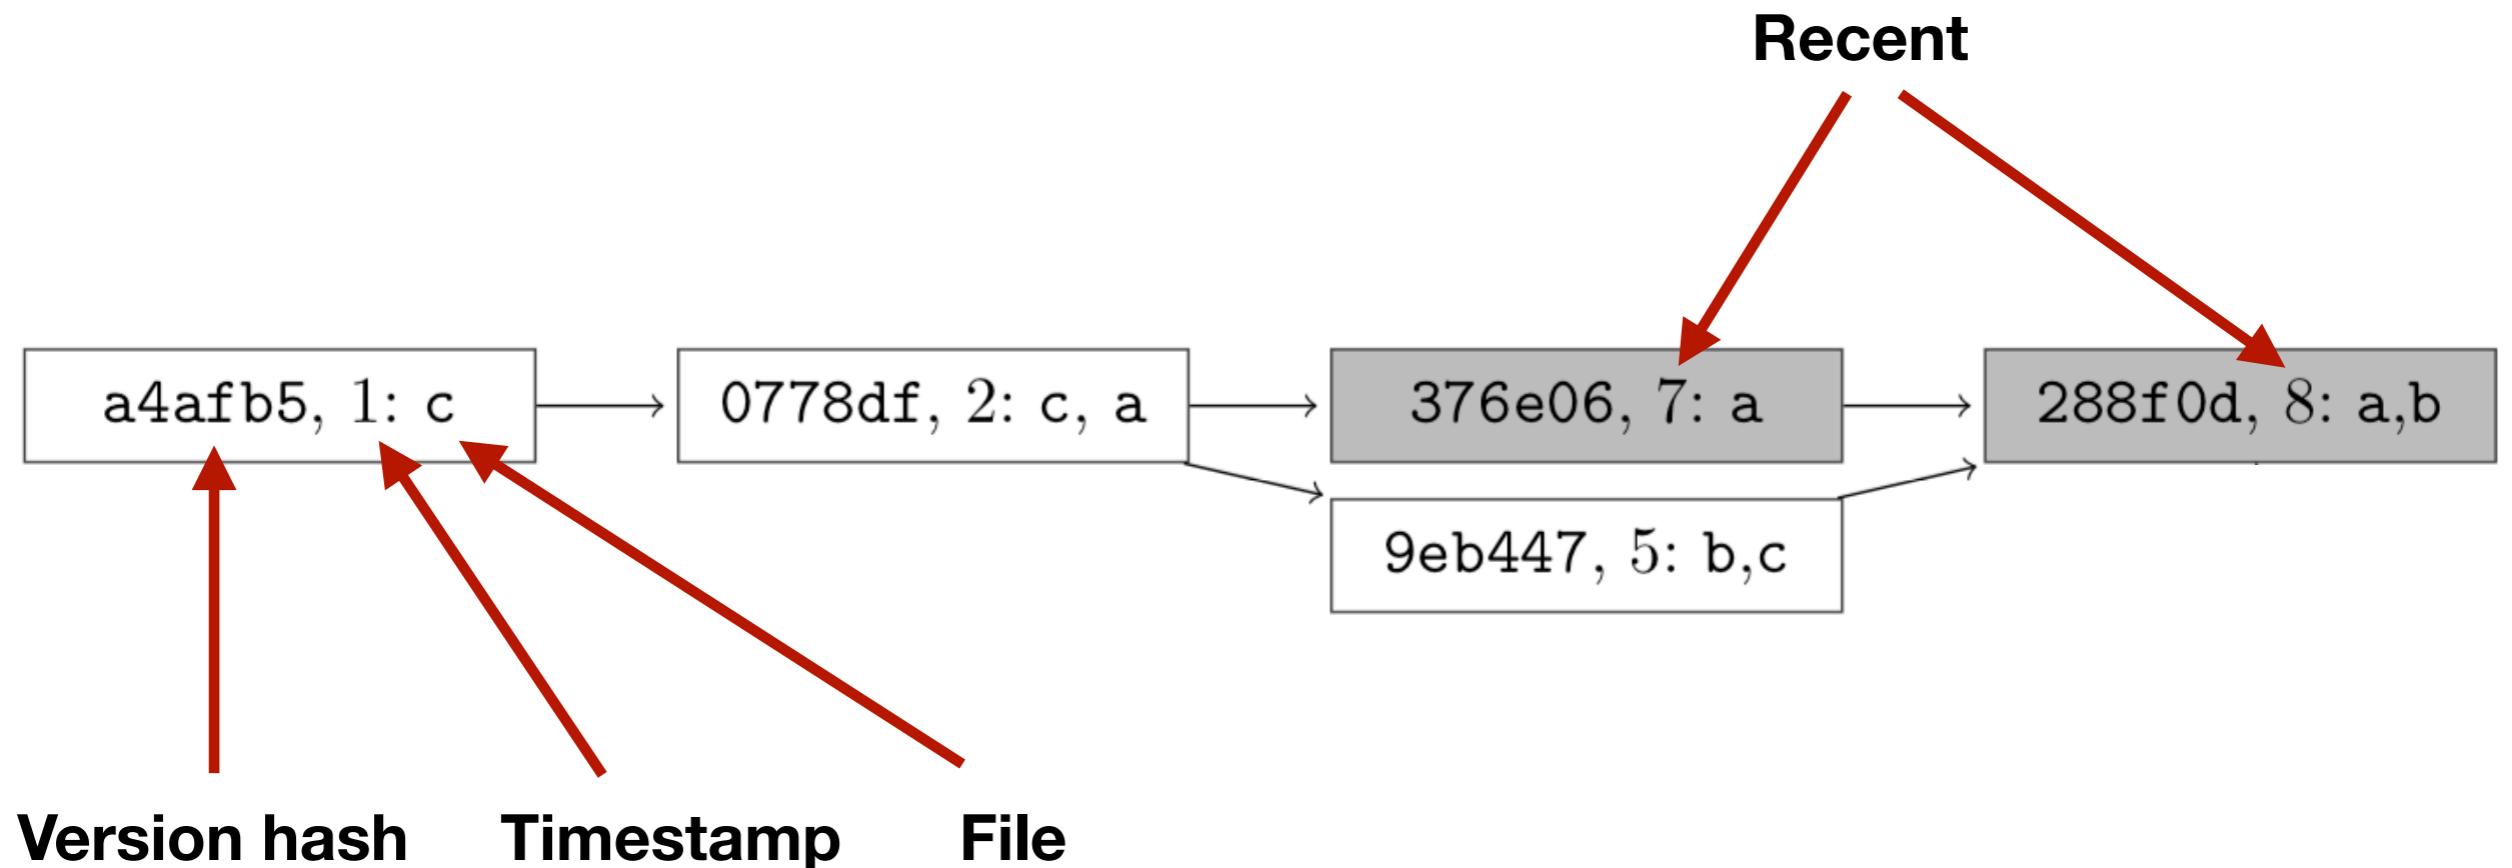 Recent
a4afb5, 1: c
0778df, 2: c, a
376e06, 7: a
288f0d, 8: a,b
9eb447, 5: b,c
Version hash
Timestamp
File